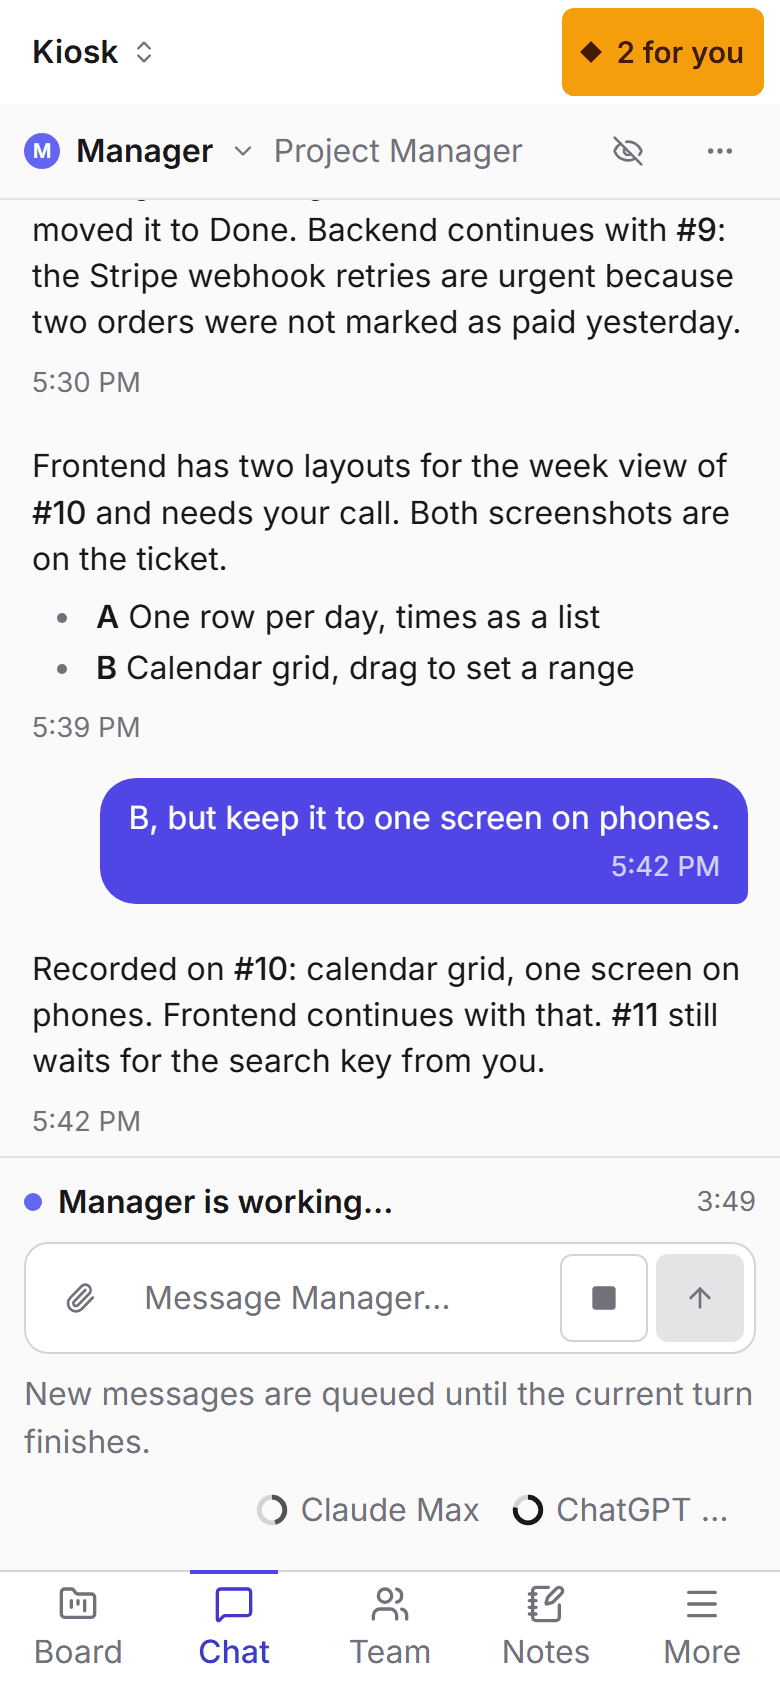 Kiosk
2 for you
M Manager Project Manager
moved it to Done. Backend continues with #9:
the Stripe webhook retries are urgent because
two orders were not marked as paid yesterday.
5:30 PM
Frontend has two layouts for the week view of
#10 and needs your call. Both screenshots are
on the ticket.
• A One row per day, times as a list
• B Calendar grid, drag to set a range
5:39 PM
B, but keep it to one screen on phones.
5:42 PM
Recorded on #10: calendar grid, one screen on
phones. Frontend continues with that. #11 still
waits for the search key from you.
5:42 PM
Manager is working... 3:49
Message Manager...
New messages are queued until the current turn
finishes.
Claude Max ChatGPT ...
Board Chat Team Notes More